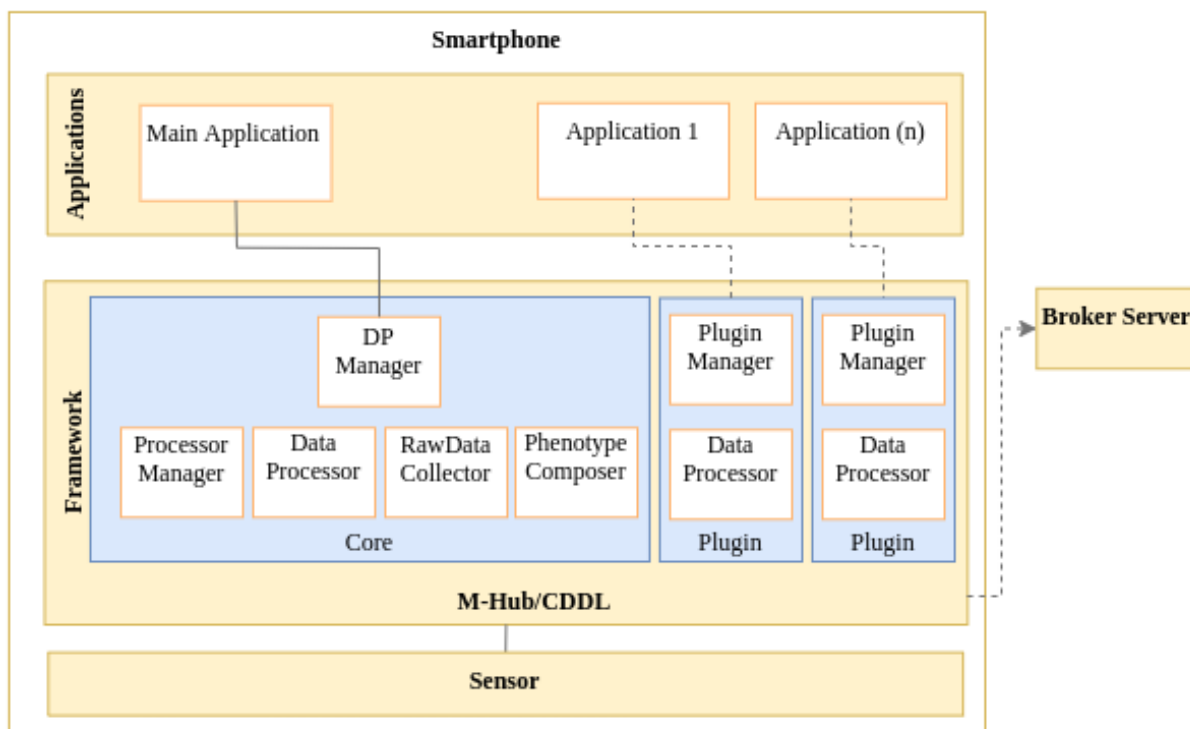 Smartphone
Applications
Main Application
Application 1
Application (n)
Framework
DP
Manager
Processor
Manager
Data
Processor
RawData
Collector
Phenotype
Composer
Core
Plugin
Manager
Data
Processor
Plugin
Plugin
Manager
Data
Processor
Plugin
M-Hub/CDDL
Broker Server
Sensor